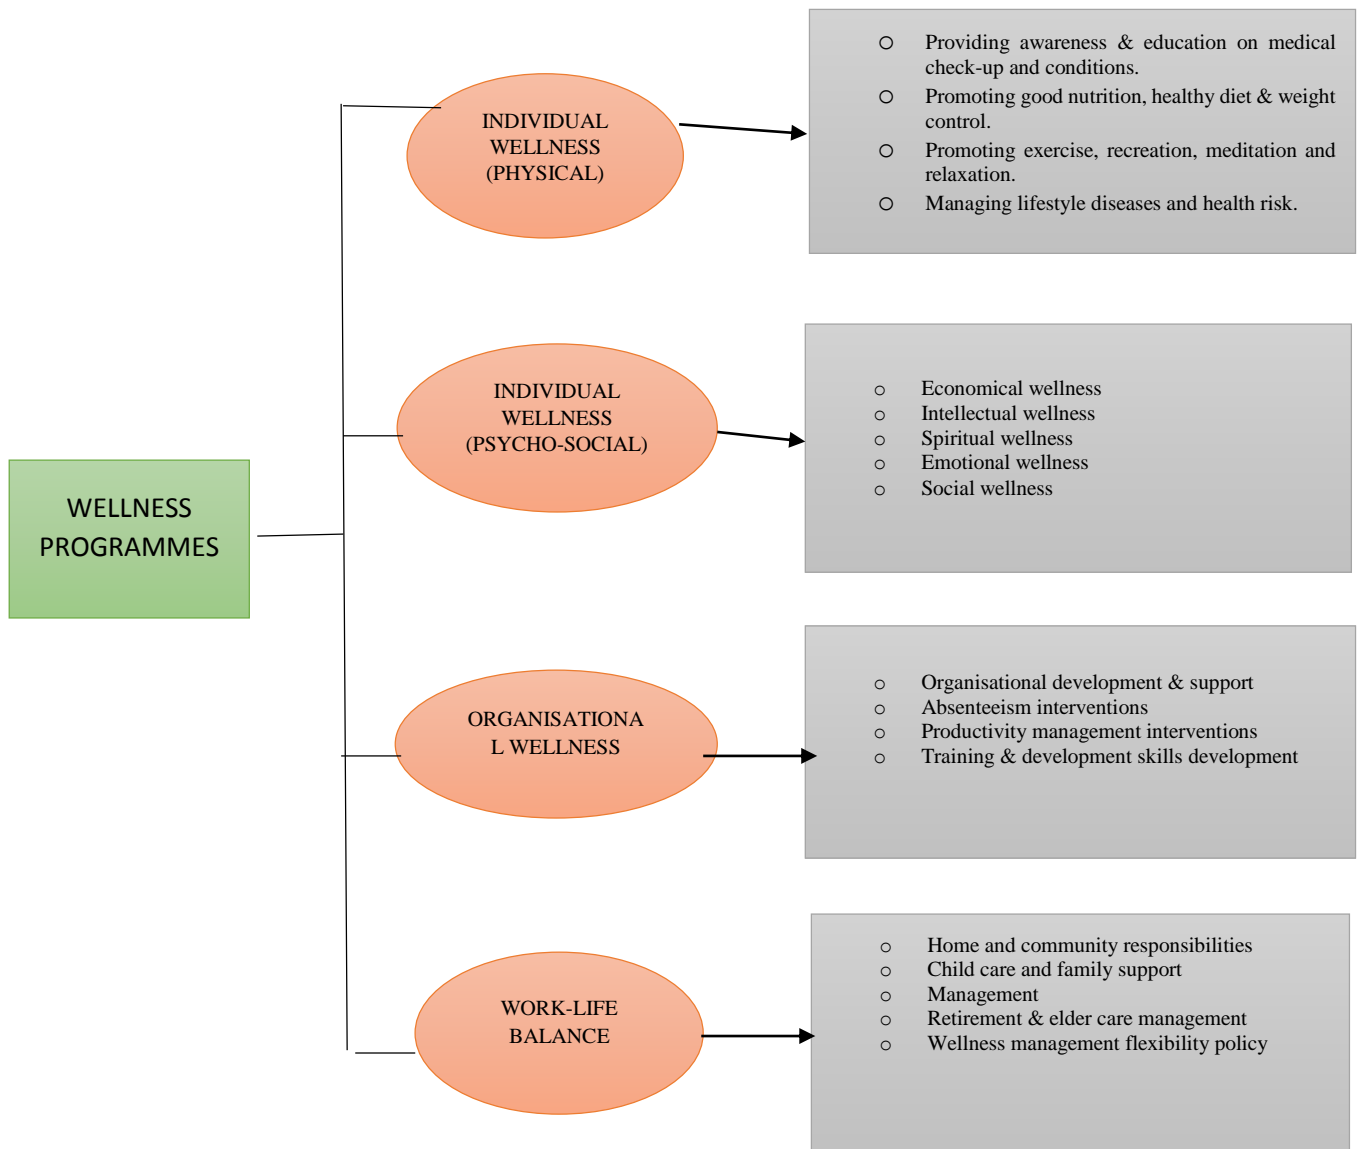 INDIVIDUAL
WELLNESS
(PHYSICAL)
o Providing awareness & education on medical
check-up and conditions.
o Promoting good nutrition, healthy diet & weight
control.
o Promoting exercise, recreation, meditation and
relaxation.
o Managing lifestyle diseases and health risk.
INDIVIDUAL
WELLNESS
(PSYCHO-SOCIAL)
o Economical wellness
o Intellectual wellness
o Spiritual wellness
o Emotional wellness
o Social wellness
WELLNESS
PROGRAMMES
ORGANISATIONA
L WELLNESS
o Organisational development & support
o Absenteeism interventions
o Productivity management interventions
o Training & development skills development
WORK-LIFE
BALANCE
o Home and community responsibilities
o Child care and family support
o Management
o Retirement & elder care management
o Wellness management flexibility policy